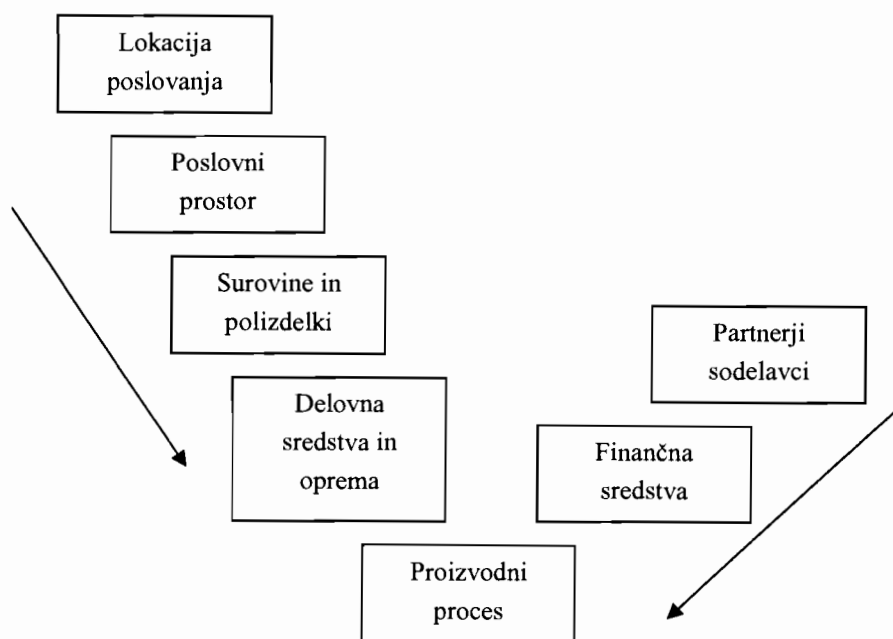 Lokacija
poslovanja
Poslovni
prostor
Surovine in
polizdelki
Partnerji
sodelavci
Delovna
sredstva in
oprema
Finančna
sredstva
Proizvodni
proces